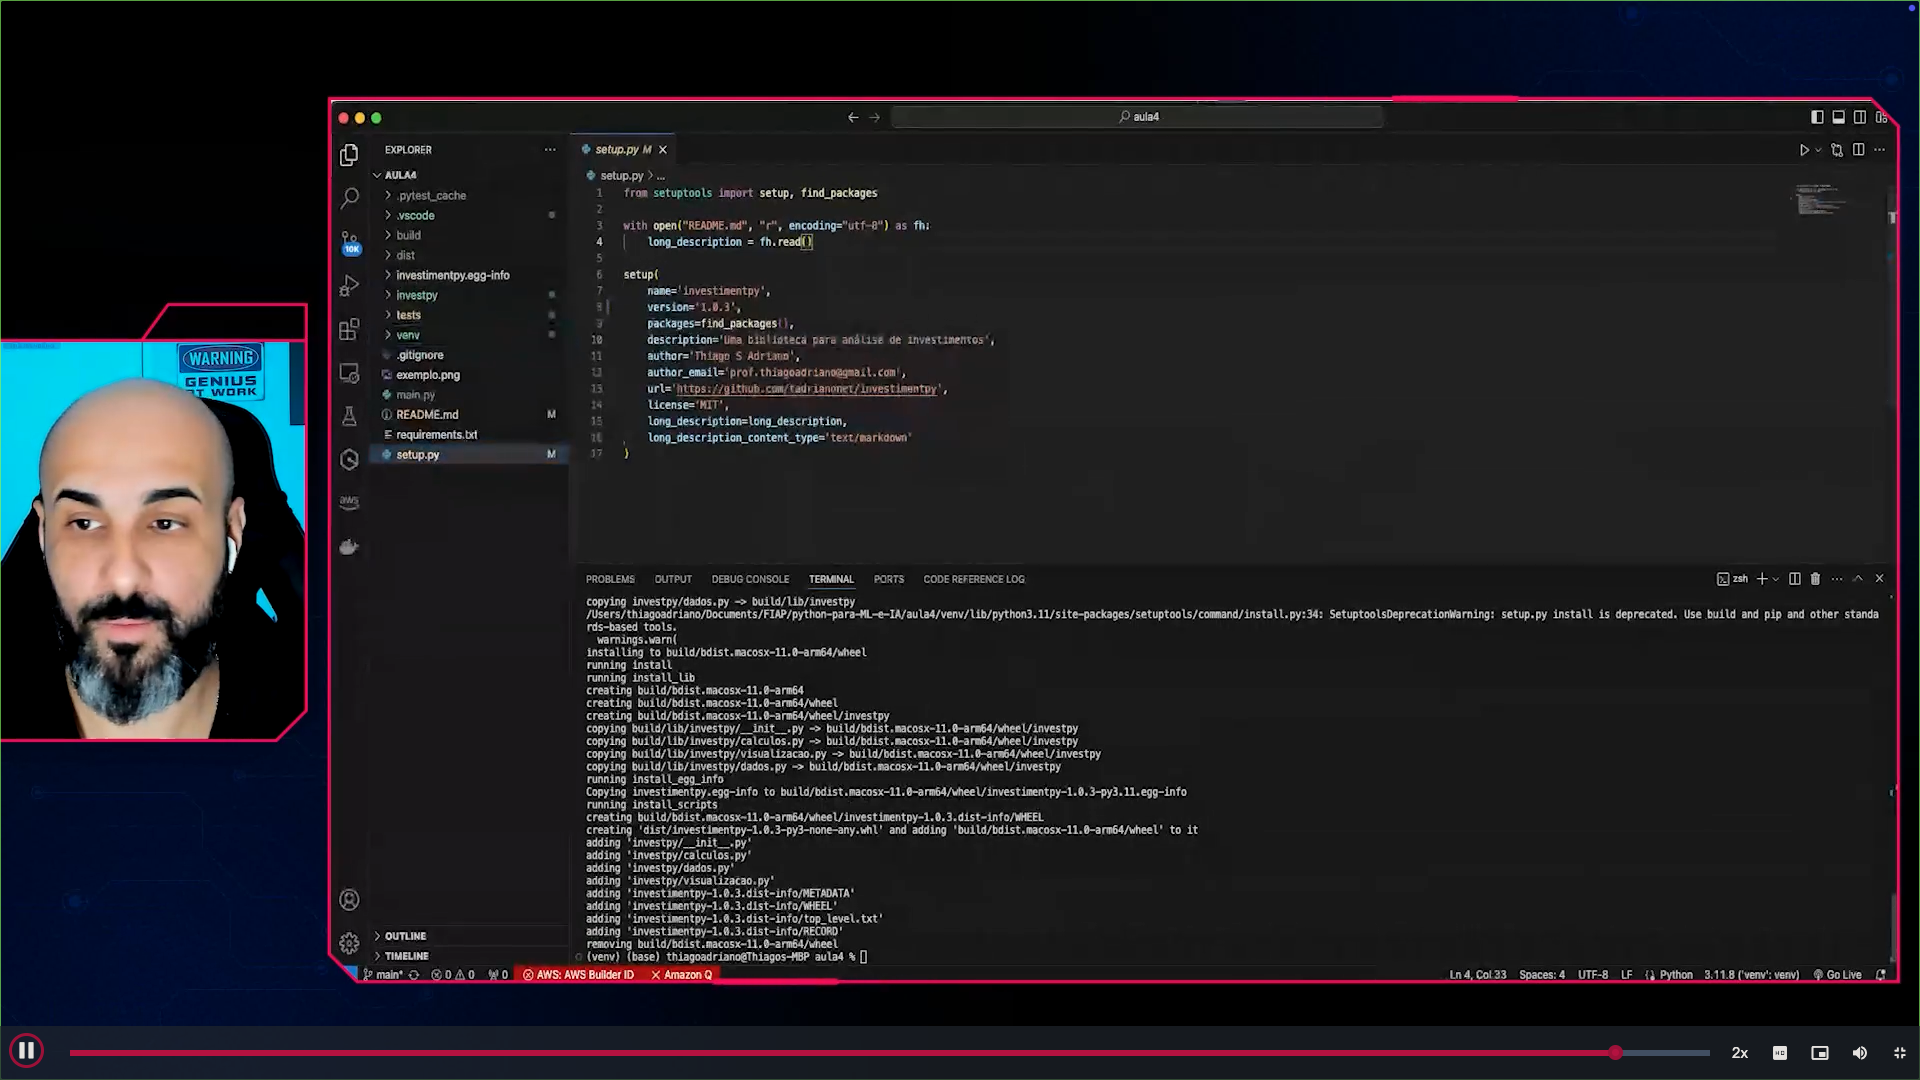 WARNING
GENIUS
AT WORK
aula4
EXPLORER
AULA4
.pytest_cache
.vscode
build
dist
investimentpy.egg-info
investpy
tests
venv
.gitignore
exemplo.png
main.py
README.md M
requirements.txt
setup.py M
OUTLINE
TIMELINE
10K
aws
setup.py M
setup.py > ...
1 from setuptools import setup, find_packages
2
3 with open("README.md", "r", encoding="utf-8") as fh:
4 long_description = fh.read()
5
6 setup(
7 name='investimentpy',
8 version='1.0.3',
9 packages=find_packages(),
10 description='Uma biblioteca para análise de investimentos',
11 author='Thiago S Adriano',
12 author_email='prof.thiagoadriano@gmail.com',
13 url='https://github.com/tadrianonet/investimentpy',
14 license='MIT',
15 long_description=long_description,
16 long_description_content_type='text/markdown'
17 )
PROBLEMS OUTPUT DEBUG CONSOLE TERMINAL PORTS CODE REFERENCE LOG
zsh
copying investpy/dados.py -> build/lib/investpy
/Users/thiagoadriano/Documents/FIAP/python-para-ML-e-IA/aula4/venv/lib/python3.11/site-packages/setuptools/command/install.py:34: SetuptoolsDeprecationWarning: setup.py install is deprecated. Use build and pip and other standa
rds-based tools.
warnings.warn(
installing to build/bdist.macosx-11.0-arm64/wheel
running install
running install_lib
creating build/bdist.macosx-11.0-arm64
creating build/bdist.macosx-11.0-arm64/wheel
creating build/bdist.macosx-11.0-arm64/wheel/investpy
copying build/lib/investpy/__init__.py -> build/bdist.macosx-11.0-arm64/wheel/investpy
copying build/lib/investpy/calculos.py -> build/bdist.macosx-11.0-arm64/wheel/investpy
copying build/lib/investpy/visualizacao.py -> build/bdist.macosx-11.0-arm64/wheel/investpy
copying build/lib/investpy/dados.py -> build/bdist.macosx-11.0-arm64/wheel/investpy
running install_egg_info
Copying investimentpy.egg-info to build/bdist.macosx-11.0-arm64/wheel/investimentpy-1.0.3-py3.11.egg-info
running install_scripts
creating build/bdist.macosx-11.0-arm64/wheel/investimentpy-1.0.3.dist-info/WHEEL
creating 'dist/investimentpy-1.0.3-py3-none-any.whl' and adding 'build/bdist.macosx-11.0-arm64/wheel' to it
adding 'investpy/__init__.py'
adding 'investpy/calculos.py'
adding 'investpy/dados.py'
adding 'investpy/visualizacao.py'
adding 'investimentpy-1.0.3.dist-info/METADATA'
adding 'investimentpy-1.0.3.dist-info/WHEEL'
adding 'investimentpy-1.0.3.dist-info/top_level.txt'
adding 'investimentpy-1.0.3.dist-info/RECORD'
removing build/bdist.macosx-11.0-arm64/wheel
(venv) (base) thiagoadriano@Thiagos-MBP aula4 %
main* 0 0 0 AWS: AWS Builder ID Amazon Q Ln 4, Col 33 Spaces: 4 UTF-8 LF Python 3.11.8 ('venv': venv) Go Live
2x